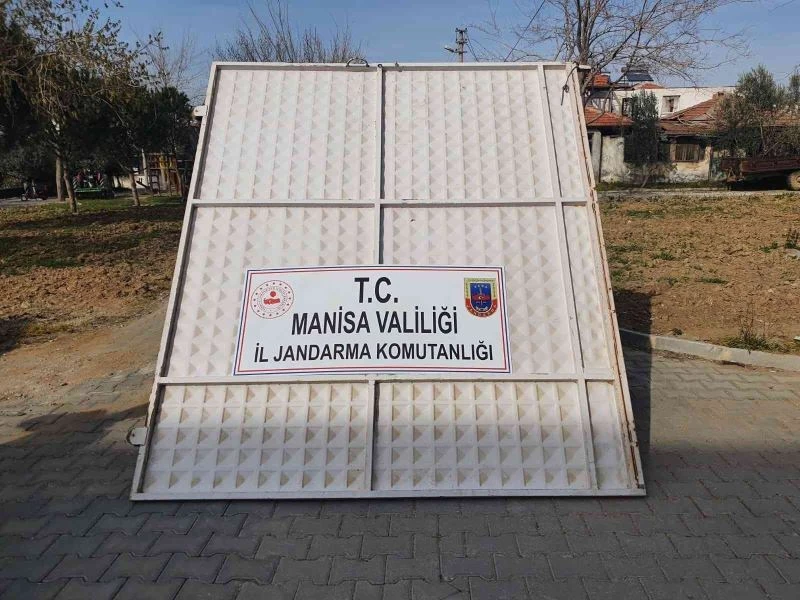 T.C.
MANİSA VALİLİĞİ
İL JANDARMA KOMUTANLIĞI